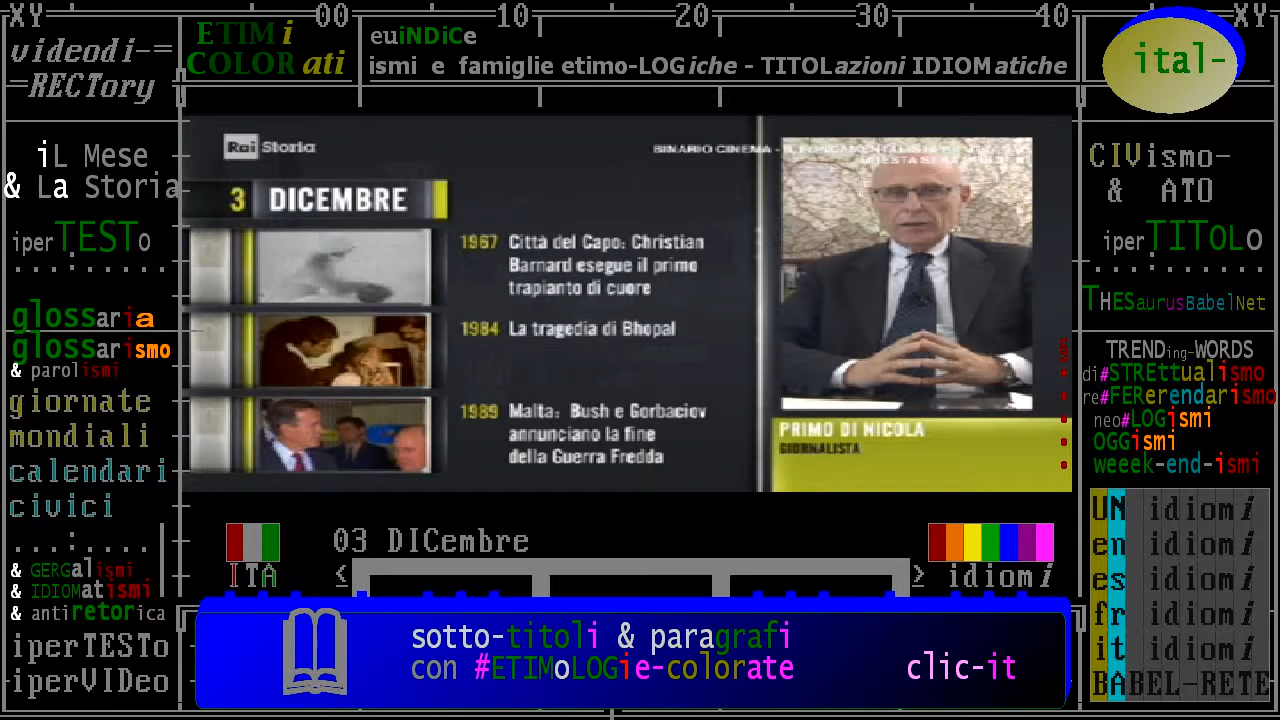 XY 00 10 20 30 40 XY
videodi-=
=RECTory
ETIMi
COLORati
euiNDiCe
ismi e famiglie etimo-LOGiche - TITOLazioni IDIOMatiche
ital-
iL Mese
& La Storia
iperTESTo
....:.....
glossaria
glossarismo
& parolismi
giornate
mondiali
calendari
civici
....:....
& GERGalismi
& IDIOMatismi
& antiretorica
iperTESTo
iperVIDeo
Rai Storia
BINARIO CINEMA -
3 DICEMBRE
1967 Città del Capo: Christian
Barnard esegue il primo
trapianto di cuore
1984 La tragedia di Bhopal
1989 Malta: Bush e Gorbaciov
annunciano la fine
della Guerra Fredda
PRIMO DI NICOLA
GIORNALISTA
CIVismo-
& ATO
iperTITOLO
....:.....
THESaurusBabelNet
TRENDing-WORDS
di#STREttualismo
re#FERerendarismo
neo#LOGismi
OGGismi
weeek-end-ismi
UN idiomi
en idiomi
es idiomi
fr idiomi
it idiomi
BABEL-RETE
ITA
03 DICembre
< > idiomi
sotto-titoli & paragrafi
con #ETIMoLOGie-colorate clic-it